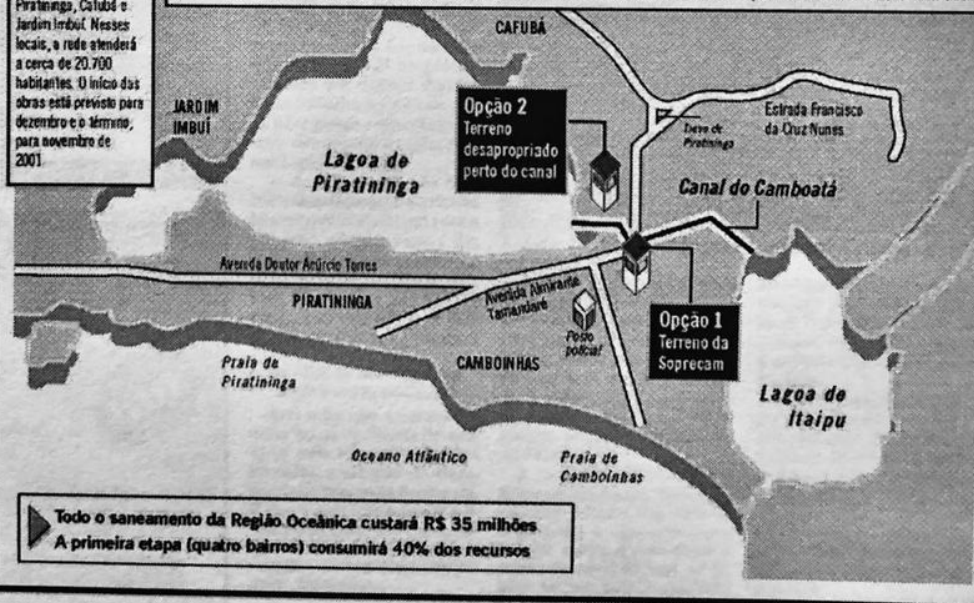 Piratininga, Cafubá e
Jardim Imbuí. Nesses
locais, a rede atenderá
a cerca de 20.700
habitantes. O início das
obras está previsto para
dezembro e o término,
para novembro de
2001
CAFUBÁ
JARDIM
IMBUÍ
Opção 2
Terreno
desapropriado
perto do canal
Trevo de
Piratininga
Estrada Francisco
da Cruz Nunes
Lagoa de
Piratininga
Canal do Camboatá
Avenida Doutor Acúrcio Torres
PIRATININGA
Avenida Almirante
Tamandaré
Posto
policial
Opção 1
Terreno da
Soprecam
CAMBOINHAS
Praia de
Piratininga
Lagoa de
Itaipu
Oceano Atlântico
Praia de
Camboinhas
Todo o saneamento da Região Oceânica custará R$ 35 milhões
A primeira etapa (quatro bairros) consumirá 40% dos recursos